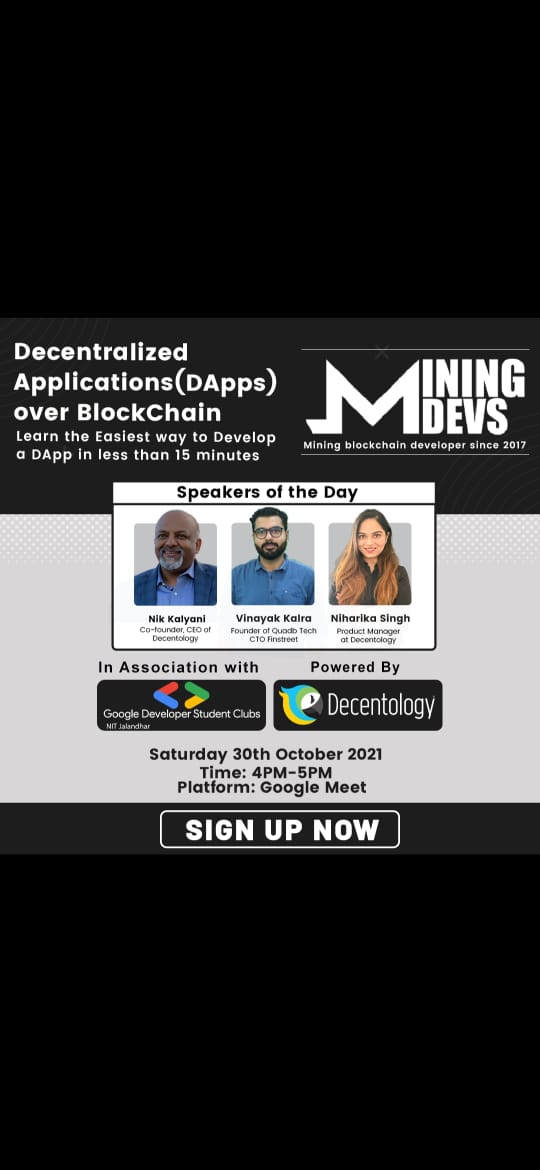 Decentralized
Applications(DApps)
over BlockChain
Learn the Easiest way to Develop
a DApp in less than 15 minutes
MINING
DEVS
Mining blockchain developer since 2017
Speakers of the Day
Nik Kalyani
Co-founder, CEO of
Decentology
Vinayak Kalra
Founder of Quadb Tech
CTO Finstreet
Niharika Singh
Product Manager
at Decentology
In Association with
Google Developer Student Clubs
NIT Jalandhar
Powered By
Decentology
Saturday 30th October 2021
Time: 4PM-5PM
Platform: Google Meet
SIGN UP NOW